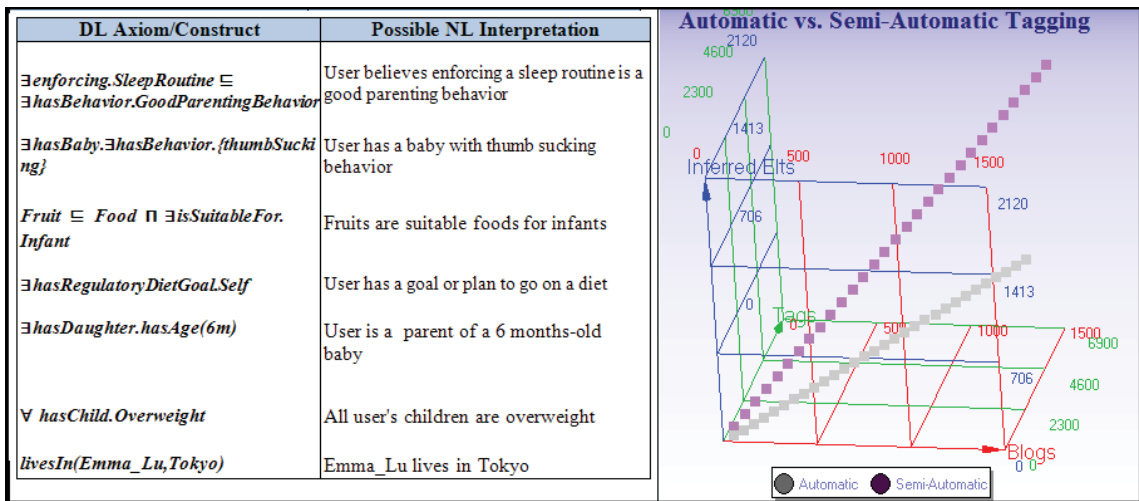 DL Axiom/Construct
Possible NL Interpretation
∃enforcing.SleepRoutine ⊑
∃hasBehavior.GoodParentingBehavior
User believes enforcing a sleep routine is a
good parenting behavior
∃hasBaby.∃hasBehavior.{thumbSucki
ng}
User has a baby with thumb sucking
behavior
Fruit ⊑ Food ⊓ ∃isSuitableFor.
Infant
Fruits are suitable foods for infants
∃hasRegulatoryDietGoal.Self
User has a goal or plan to go on a diet
∃hasDaughter.hasAge(6m)
User is a parent of a 6 months-old
baby
∀ hasChild.Overweight
All user's children are overweight
livesIn(Emma_Lu,Tokyo)
Emma_Lu lives in Tokyo
Automatic vs. Semi-Automatic Tagging
4600
2120
2300
0
1413
0
500
1000
1500
Inferred Elts
2120
706
1413
0
Tags
0
1000
1500
6900
706
4600
2300
Blogs
0
0
Automatic
Semi-Automatic